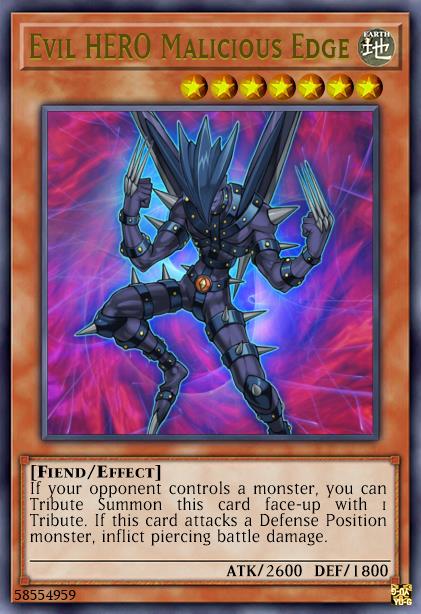 Evil HERO Malicious Edge
EARTH
地
[Fiend/Effect]
If your opponent controls a monster, you can
Tribute Summon this card face-up with 1
Tribute. If this card attacks a Defense Position
monster, inflict piercing battle damage.
ATK/2600 DEF/1800
58554959